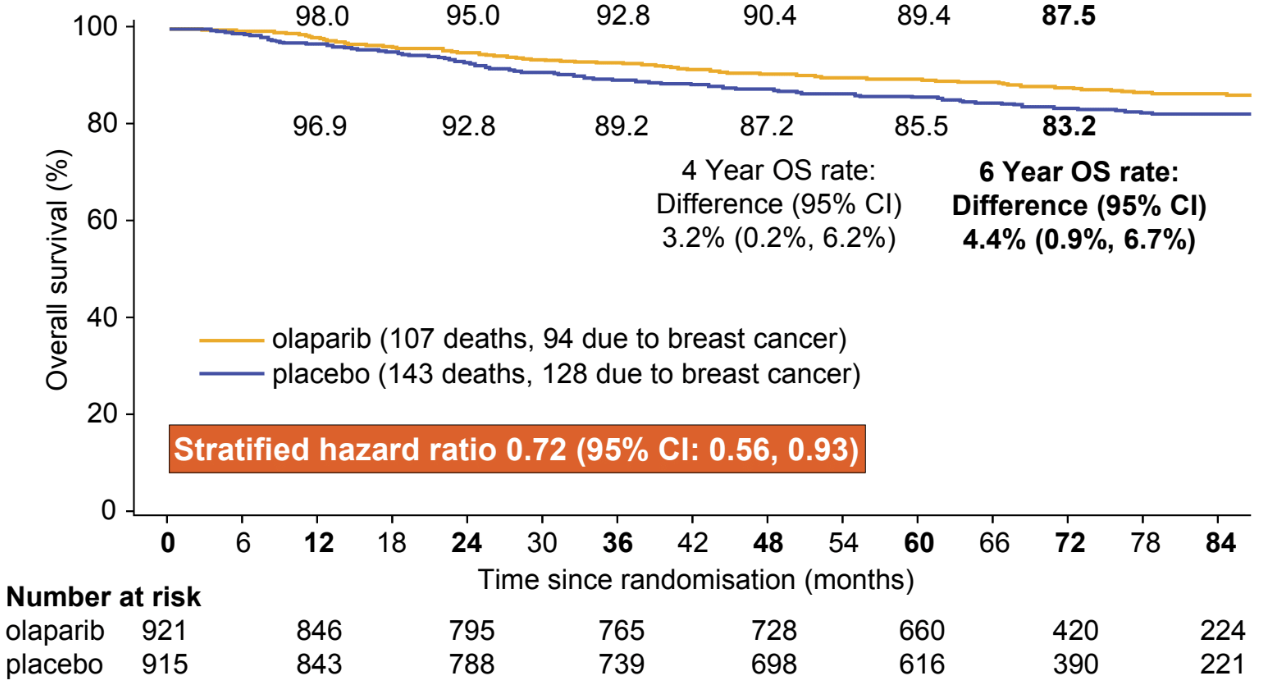 98.0 95.0 92.8 90.4 89.4 87.5
100
80
96.9 92.8 89.2 87.2 85.5 83.2
4 Year OS rate:
Difference (95% CI)
3.2% (0.2%, 6.2%)
6 Year OS rate:
Difference (95% CI)
4.4% (0.9%, 6.7%)
Overall survival (%)
60
40
olaparib (107 deaths, 94 due to breast cancer)
placebo (143 deaths, 128 due to breast cancer)
20
Stratified hazard ratio 0.72 (95% CI: 0.56, 0.93)
0
0 6 12 18 24 30 36 42 48 54 60 66 72 78 84
Time since randomisation (months)
Number at risk
olaparib 921 846 795 765 728 660 420 224
placebo 915 843 788 739 698 616 390 221